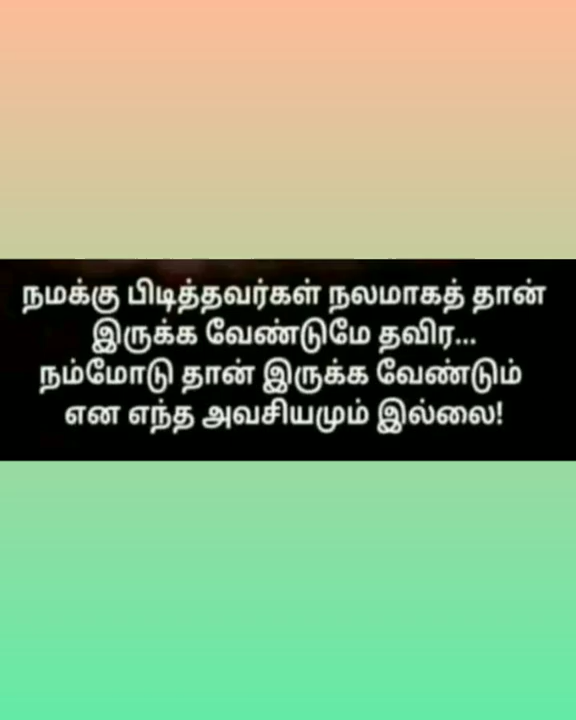 நமக்கு பிடித்தவர்கள் நலமாகத் தான்
இருக்க வேண்டுமே தவிர...
நம்மோடு தான் இருக்க வேண்டும்
என எந்த அவசியமும் இல்லை!